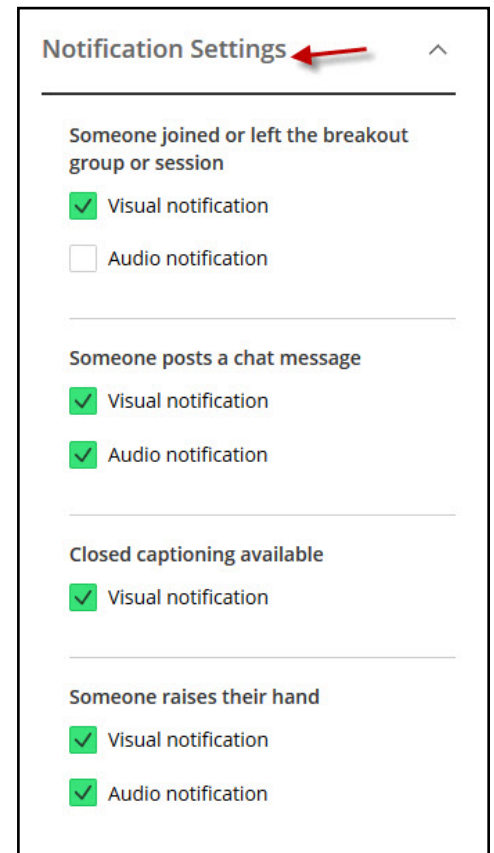 Notification Settings
Someone joined or left the breakout
group or session
Visual notification
Audio notification
Someone posts a chat message
Visual notification
Audio notification
Closed captioning available
Visual notification
Someone raises their hand
Visual notification
Audio notification